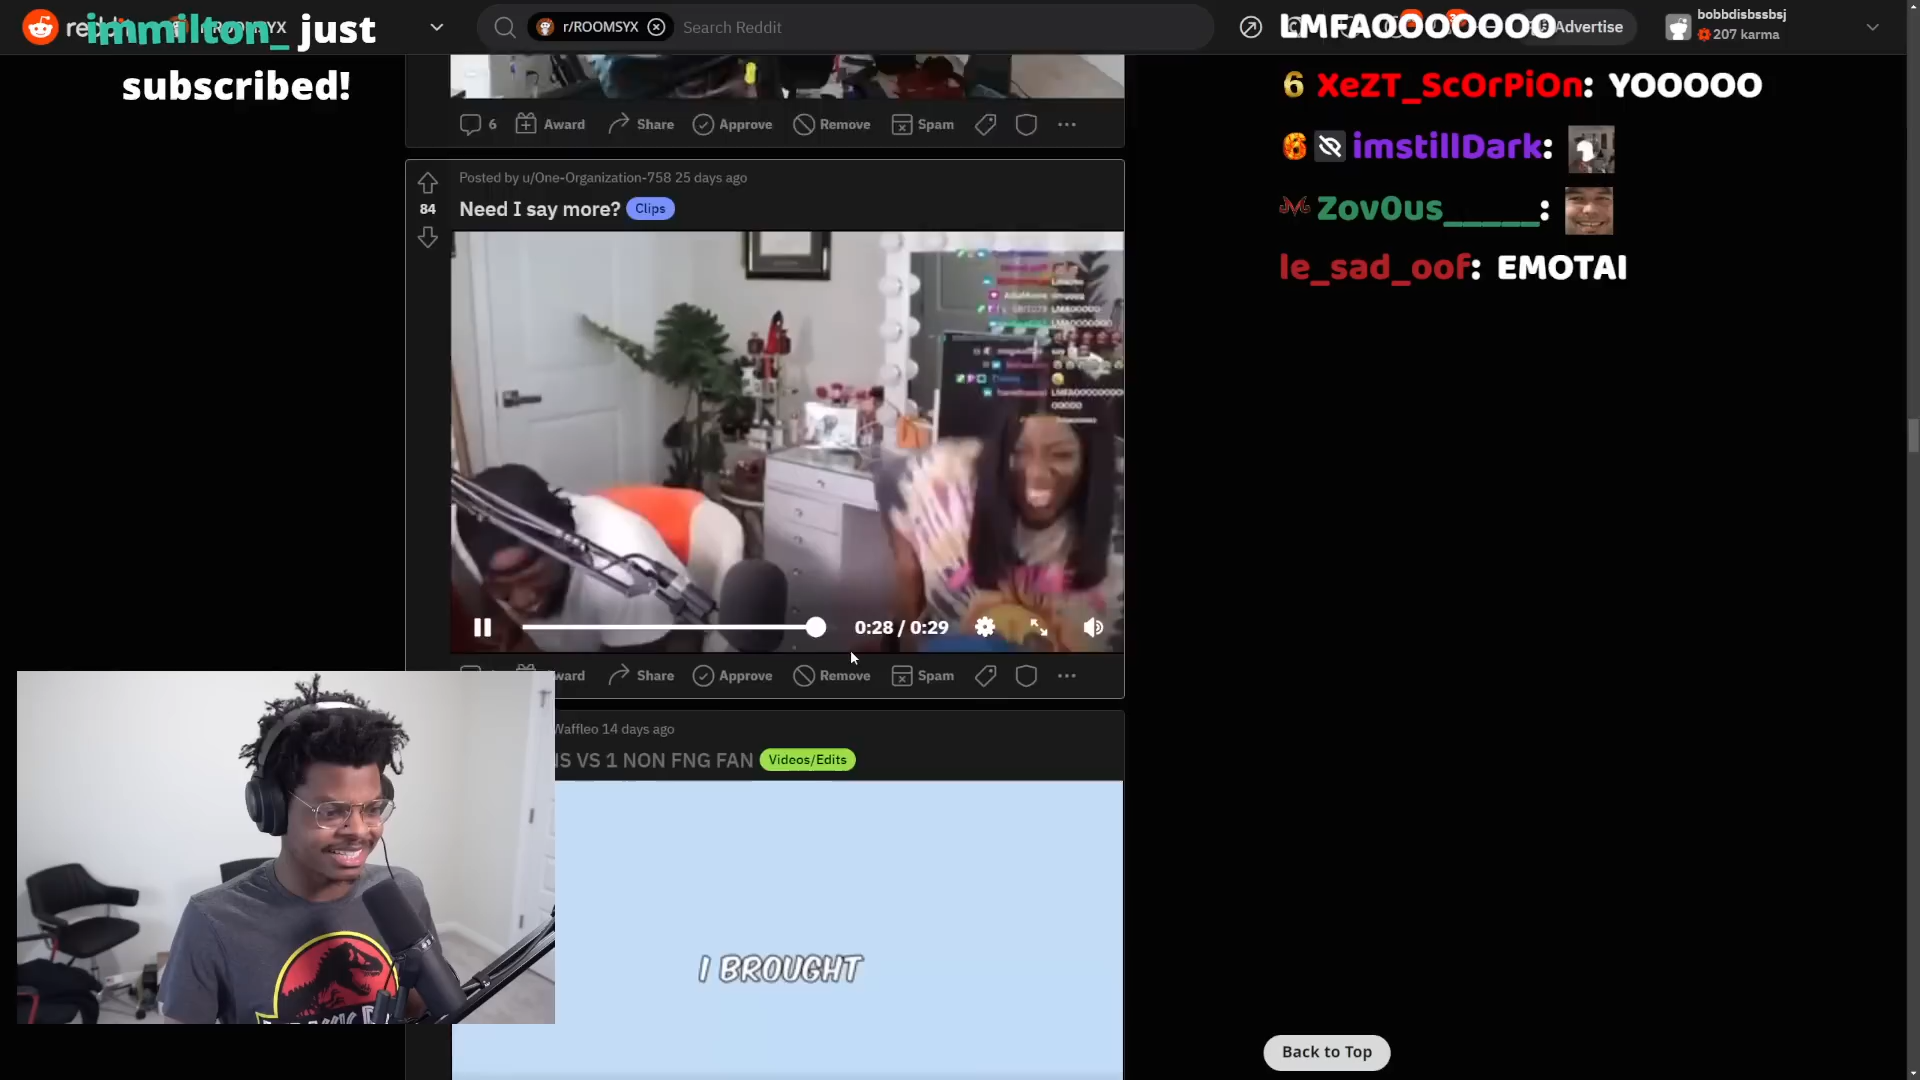 immilton_ just
subscribed!
r/ROOMSYX
Search Reddit
LMFAOOOOOOO
Advertise
bobbdisbssbsj
207 karma
6 XeZT_ScOrPiOn: YOOOOO
6 imstillDark:
Zov0us_____:
le_sad_oof: EMOTAI
6 Award Share Approve Remove Spam
Posted by u/One-Organization-758 25 days ago
84
Need I say more? Clips
0:28 / 0:29
Share Approve Remove Spam
Waffleo 14 days ago
VS 1 NON FNG FAN Videos/Edits
I BROUGHT
Back to Top